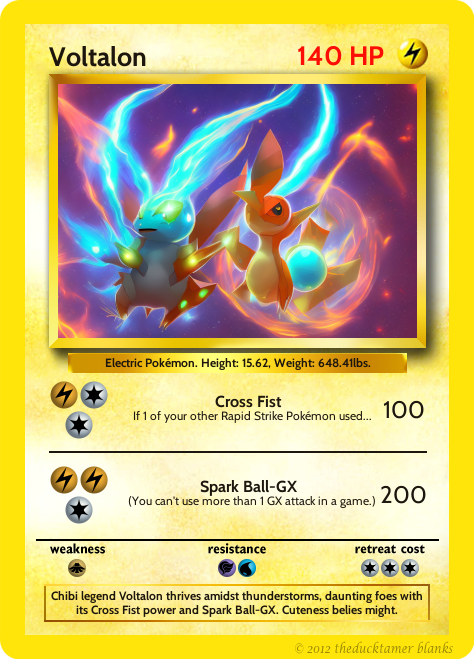 Voltalon 140 HP
Electric Pokémon. Height: 15.62, Weight: 648.41lbs.
Cross Fist
If 1 of your other Rapid Strike Pokémon used... 100
Spark Ball-GX
(You can't use more than 1 GX attack in a game.) 200
weakness resistance retreat cost
Chibi legend Voltalon thrives amidst thunderstorms, daunting foes with
its Cross Fist power and Spark Ball-GX. Cuteness belies might.
© 2012 theducktamer blanks